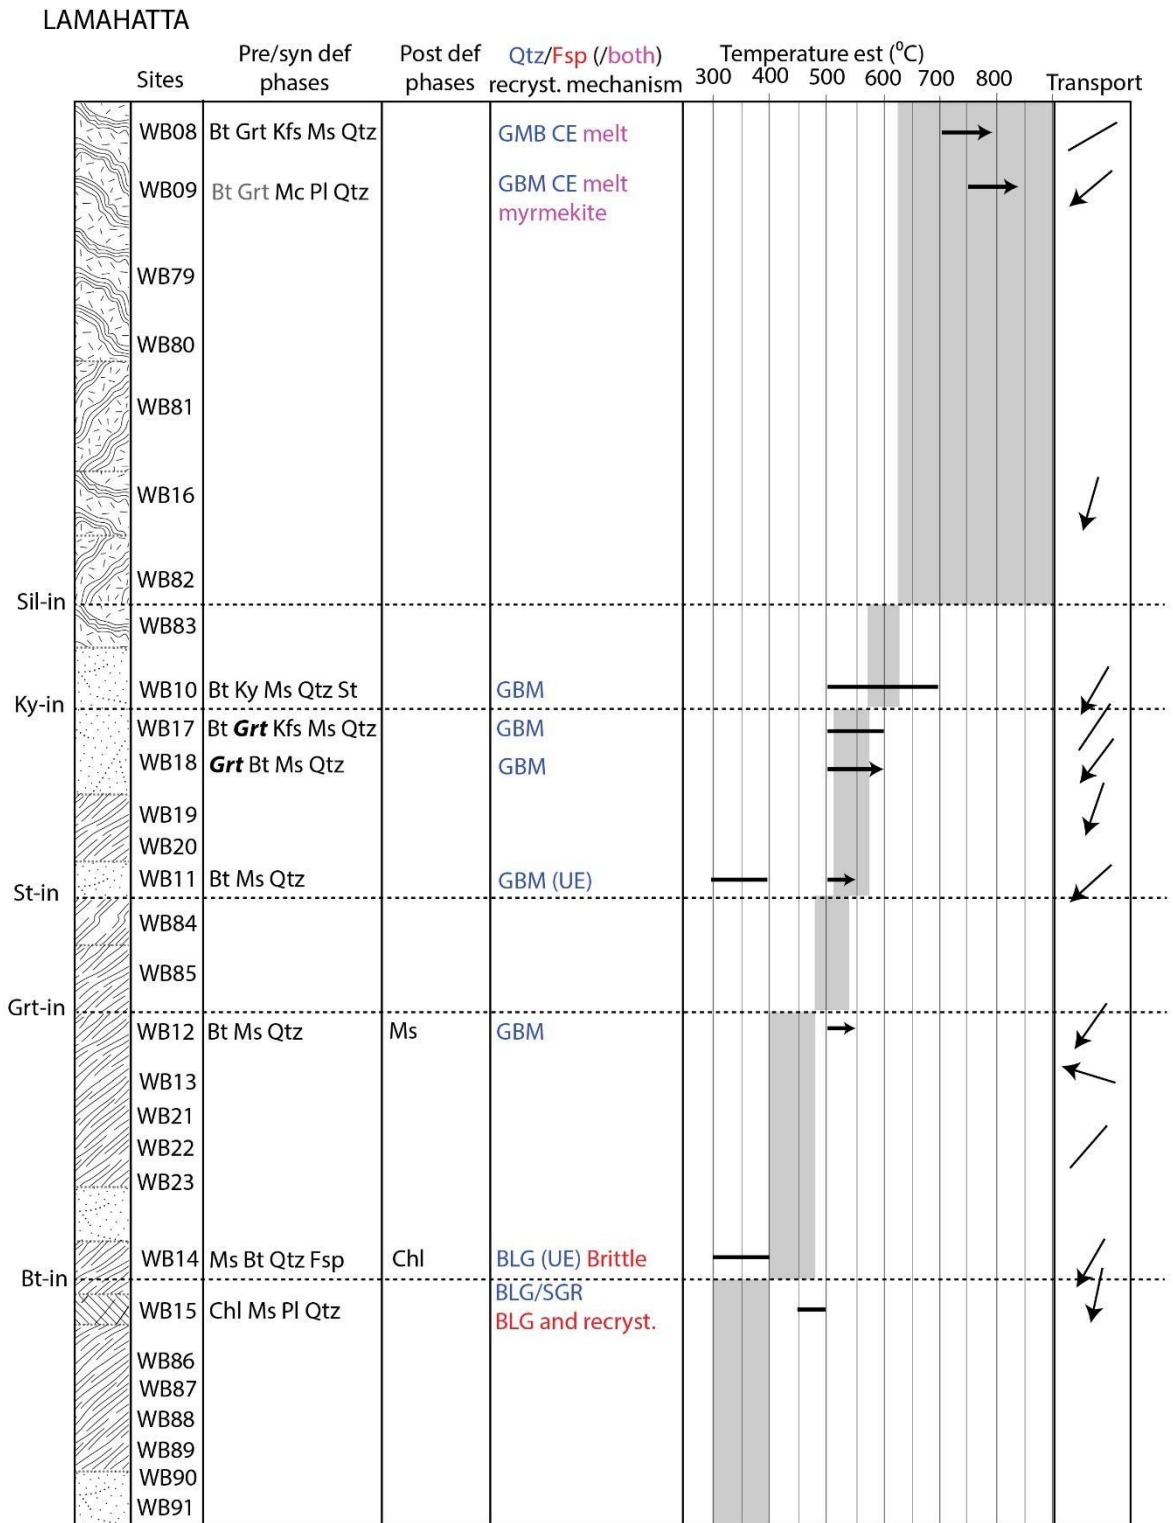 LAMAHATTA
Sites
Pre/syn def
phases
Post def
phases
Qtz/Fsp (/both)
recryst. mechanism
Temperature est (⁰C)
300 400 500 600 700 800
Transport
WB08 Bt Grt Kfs Ms Qtz GMB CE melt
WB09 Bt Grt Mc Pl Qtz GBM CE melt
myrmekite
WB79
WB80
WB81
WB16
WB82
Sil-in
WB83
WB10 Bt Ky Ms Qtz St GBM
Ky-in
WB17 Bt Grt Kfs Ms Qtz GBM
WB18 Grt Bt Ms Qtz GBM
WB19
WB20
WB11 Bt Ms Qtz GBM (UE)
St-in
WB84
WB85
Grt-in
WB12 Bt Ms Qtz Ms GBM
WB13
WB21
WB22
WB23
WB14 Ms Bt Qtz Fsp Chl BLG (UE) Brittle
Bt-in
BLG/SGR
WB15 Chl Ms Pl Qtz BLG and recryst.
WB86
WB87
WB88
WB89
WB90
WB91